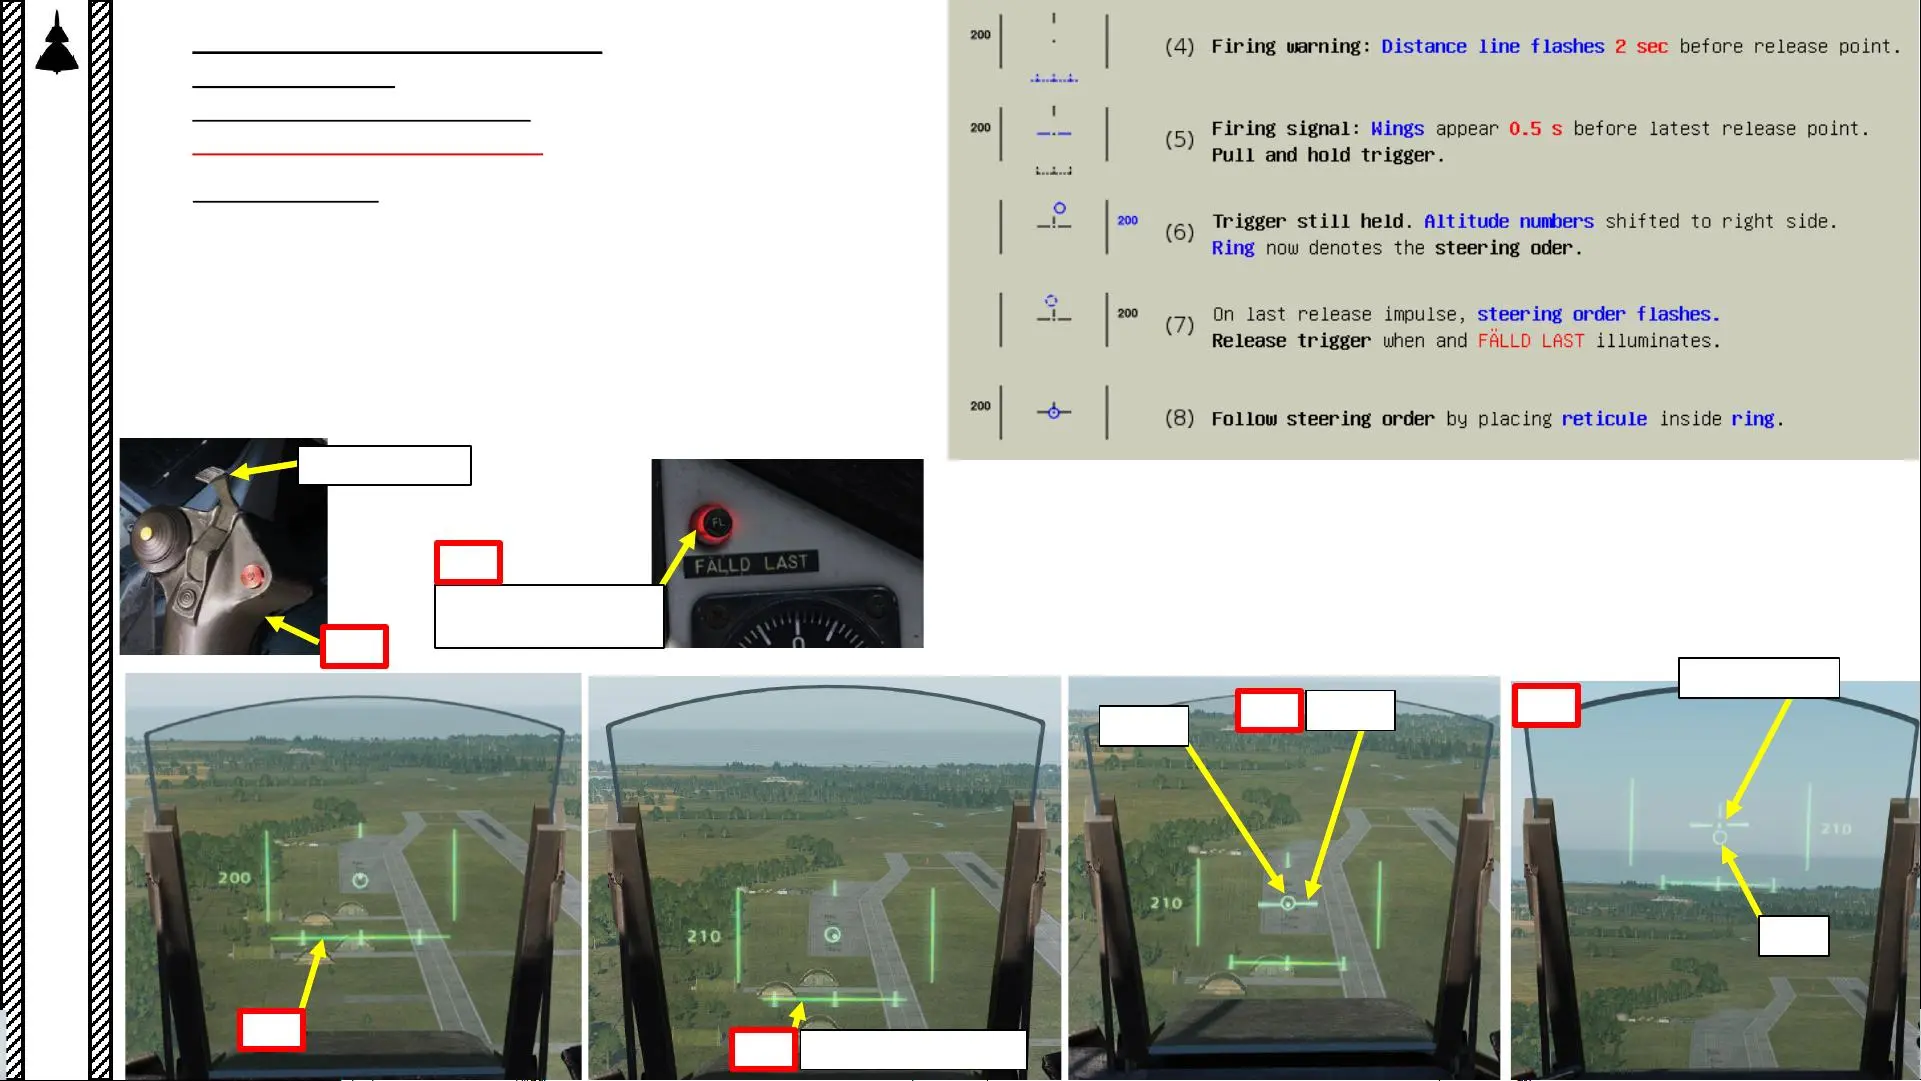 200
(4) Firing warning: Distance line flashes 2 sec before release point.
200
(5) Firing signal: Wings appear 0.5 s before latest release point.
Pull and hold trigger.
200
(6) Trigger still held. Altitude numbers shifted to right side.
Ring now denotes the steering oder.
200
(7) On last release impulse, steering order flashes.
Release trigger when and FÄLLD LAST illuminates.
200
(8) Follow steering order by placing reticule inside ring.
FL
FÄLLD LAST
0
200
210
210
210